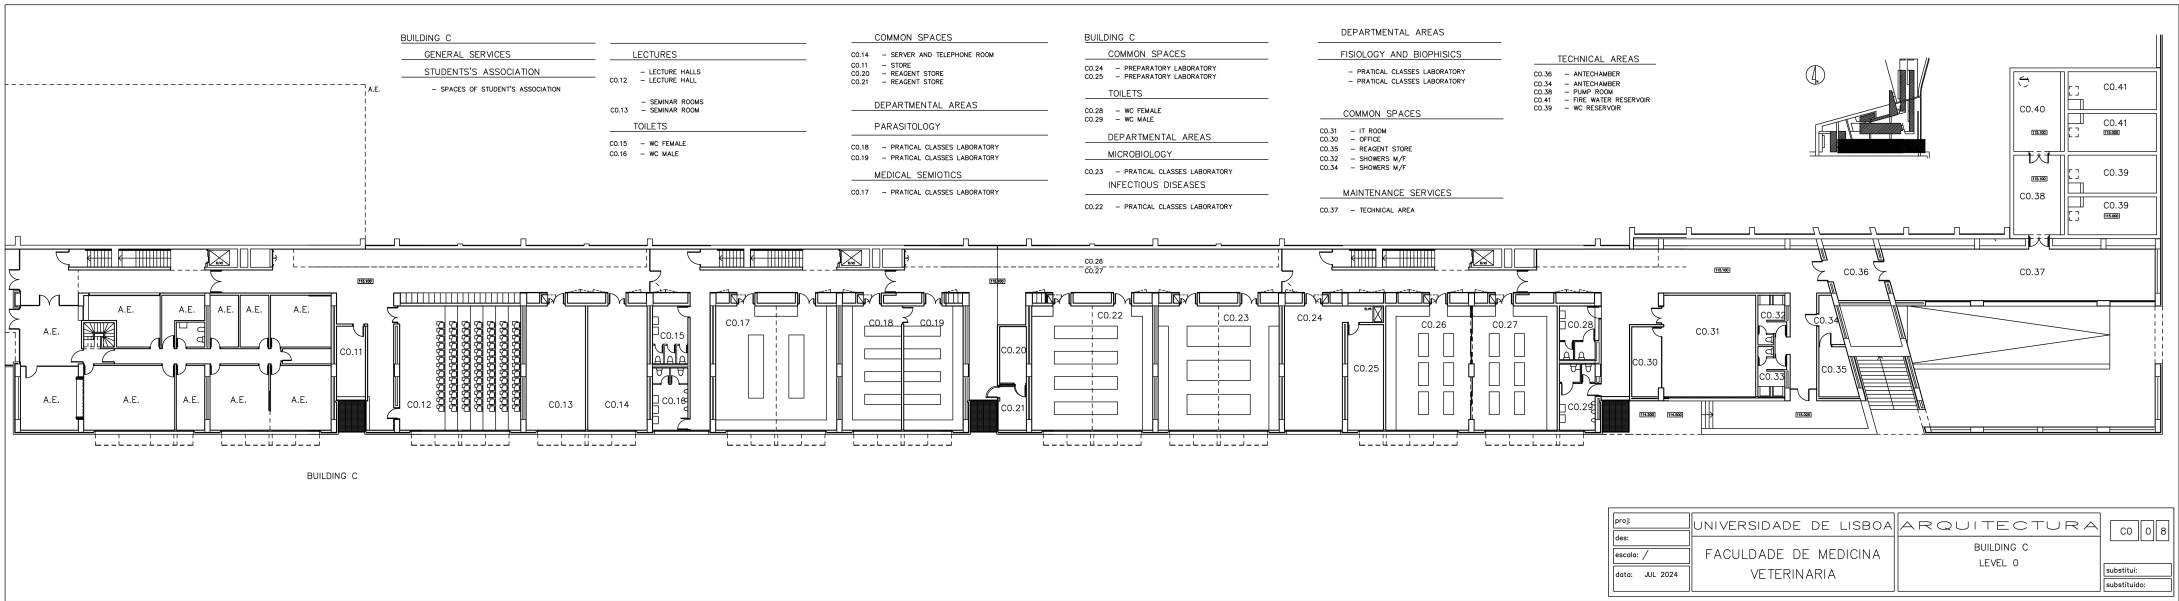 BUILDING C
GENERAL SERVICES
STUDENTS'S ASSOCIATION
– SPACES OF STUDENT'S ASSOCIATION
A.E.
LECTURES
– LECTURE HALLS
C0.12 – LECTURE HALL
– SEMINAR ROOMS
C0.13 – SEMINAR ROOM
TOILETS
C0.15 – WC FEMALE
C0.16 – WC MALE
COMMON SPACES
C0.14 – SERVER AND TELEPHONE ROOM
C0.11 – STORE
C0.20 – REAGENT STORE
C0.21 – REAGENT STORE
DEPARTMENTAL AREAS
PARASITOLOGY
C0.18 – PRATICAL CLASSES LABORATORY
C0.19 – PRATICAL CLASSES LABORATORY
MEDICAL SEMIOTICS
C0.17 – PRATICAL CLASSES LABORATORY
BUILDING C
COMMON SPACES
C0.24 – PREPARATORY LABORATORY
C0.25 – PREPARATORY LABORATORY
TOILETS
C0.28 – WC FEMALE
C0.29 – WC MALE
DEPARTMENTAL AREAS
MICROBIOLOGY
C0.23 – PRATICAL CLASSES LABORATORY
INFECTIOUS DISEASES
C0.22 – PRATICAL CLASSES LABORATORY
C0.26
C0.27
DEPARTMENTAL AREAS
FISIOLOGY AND BIOPHISICS
– PRATICAL CLASSES LABORATORY
– PRATICAL CLASSES LABORATORY
COMMON SPACES
C0.31 – IT ROOM
C0.30 – OFFICE
C0.35 – REAGENT STORE
C0.32 – SHOWERS M/F
C0.34 – SHOWERS M/F
MAINTENANCE SERVICES
C0.37 – TECHNICAL AREA
TECHNICAL AREAS
C0.36 – ANTECHAMBER
C0.34 – ANTECHAMBER
C0.38 – PUMP ROOM
C0.41 – FIRE WATER RESERVOIR
C0.39 – WC RESERVOIR
C0.40
C0.41
C0.41
C0.38
C0.39
C0.39
115.100
115.000
115.100
115.000
115.100
115.100
C0.36
C0.37
A.E.
A.E.
A.E.
A.E.
A.E.
A.E.
A.E.
A.E.
A.E.
A.E.
A.E.
C0.11
C0.12
C0.13
C0.14
C0.15
C0.16
C0.17
C0.18
C0.19
C0.20
C0.21
C0.22
C0.23
C0.24
C0.25
C0.26
C0.27
C0.28
C0.29
C0.30
C0.31
C0.32
C0.33
C0.34
C0.35
BUILDING C
proj:
des:
escala: /
data: JUL 2024
UNIVERSIDADE DE LISBOA
FACULDADE DE MEDICINA
VETERINARIA
ARQUITECTURA
BUILDING C
LEVEL 0
C0 0 8
substitui:
substituido: